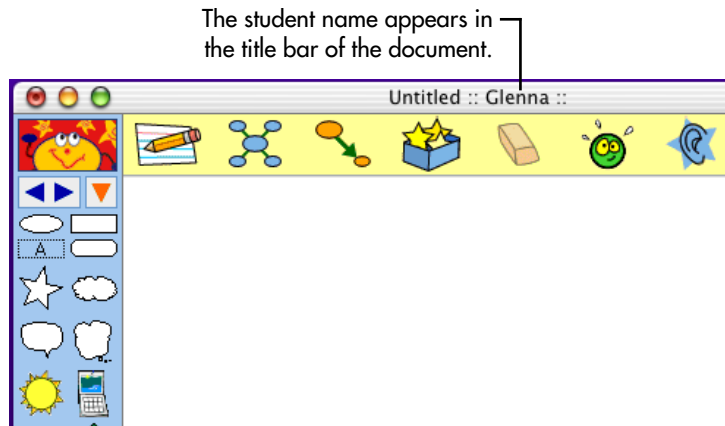 The student name appears in
the title bar of the document.
Untitled :: Glenna ::
A